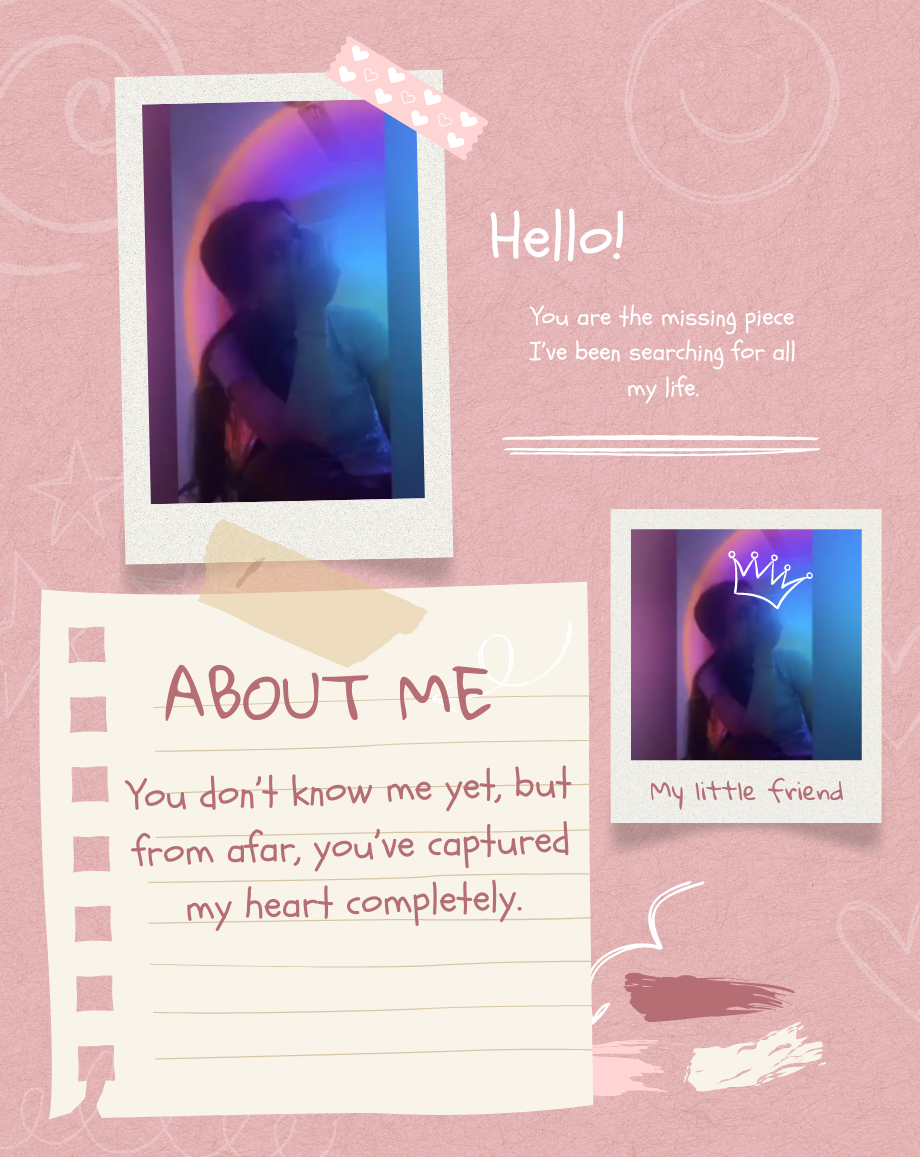 Hello!
You are the missing piece
I've been searching for all
my life.
ABOUT ME
You don't know me yet, but
from afar, you've captured
my heart completely.
My little friend